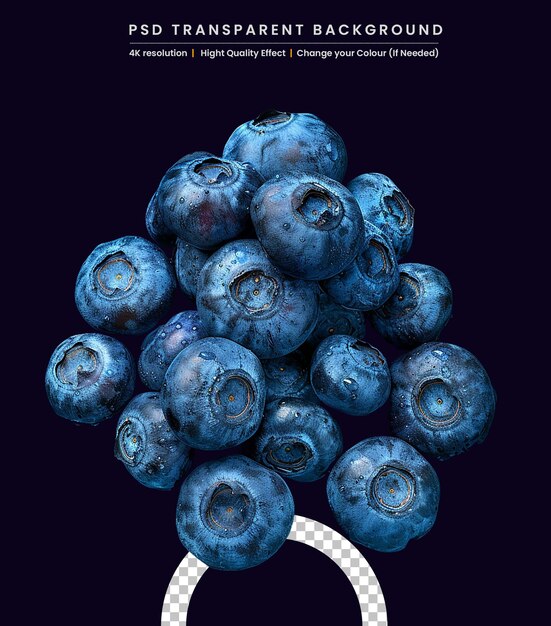 PSD TRANSPARENT BACKGROUND
4K resolution | Hight Quality Effect | Change your Colour (If Needed)